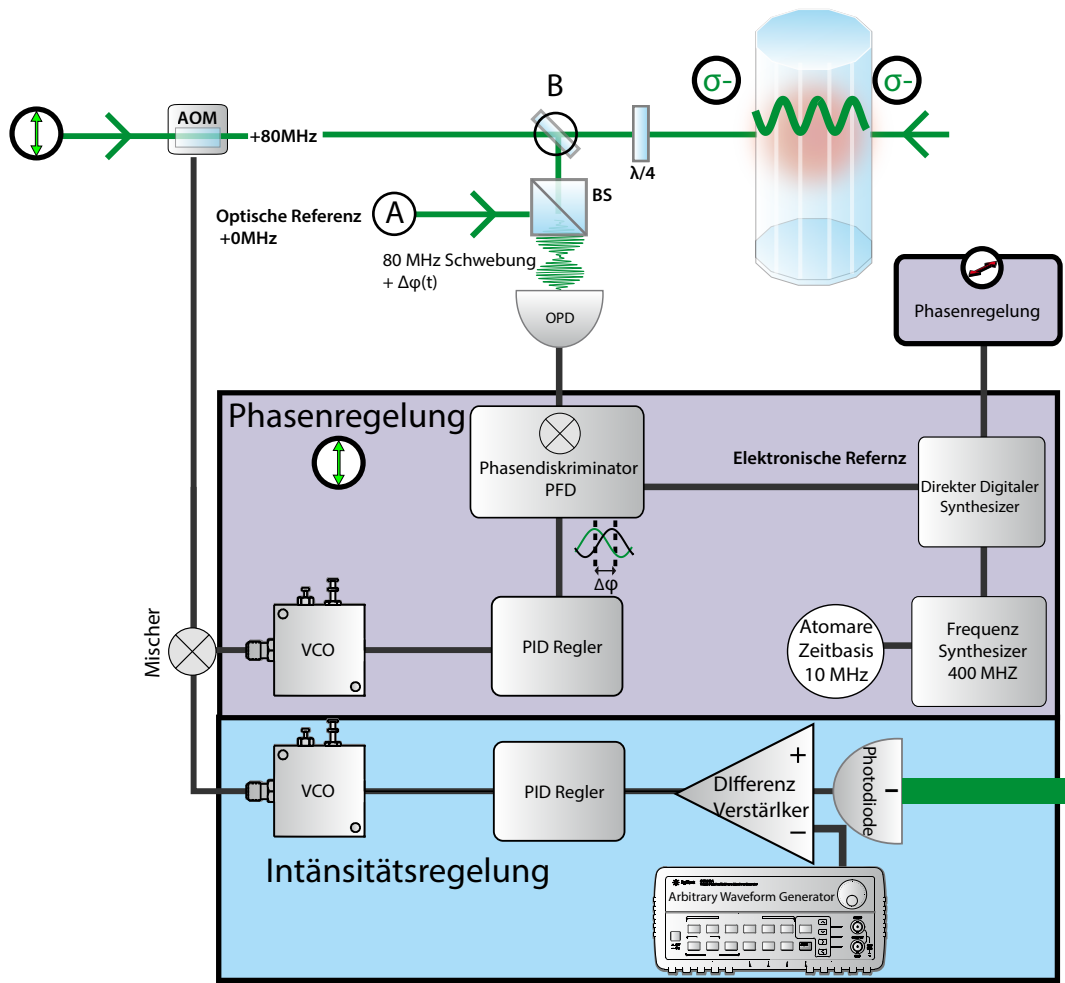 B
σ-
σ-
AOM
+80MHz
λ/4
BS
Optische Referenz
+0MHz
A
80 MHz Schwebung
+ Δφ(t)
OPD
Phasenregelung
Phasenregelung
Phasendiskriminator
PFD
Elektronische Refernz
Direkter Digitaler
Synthesizer
Δφ
Mischer
VCO
PID Regler
Atomare
Zeitbasis
10 MHz
Frequenz
Synthesizer
400 MHZ
VCO
PID Regler
DIfferenz
Verstärlker
+
−
Photodiode
I
Intänsitätsregelung
Arbitrary Waveform Generator